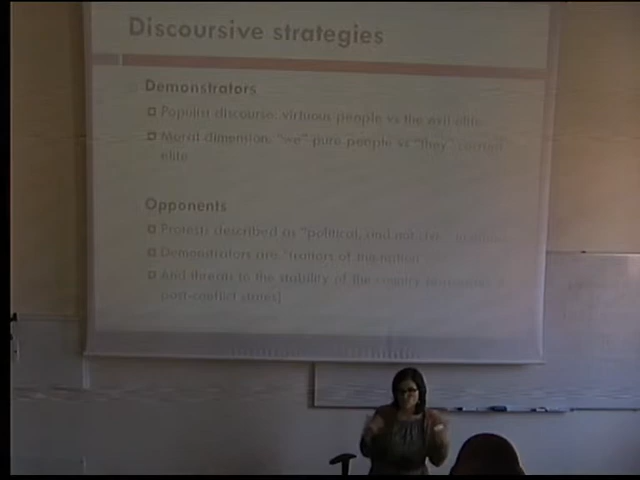 Discoursive strategies
Demonstrators
Populist discourse: virtuous people vs the evil elite
Moral dimension, "we" pure people vs "they" corrupt
elite
Opponents
Protests described as "political, and not civic"
Demonstrators are "traitors of the nation"
And threats to the stability of the country
post-conflict states]